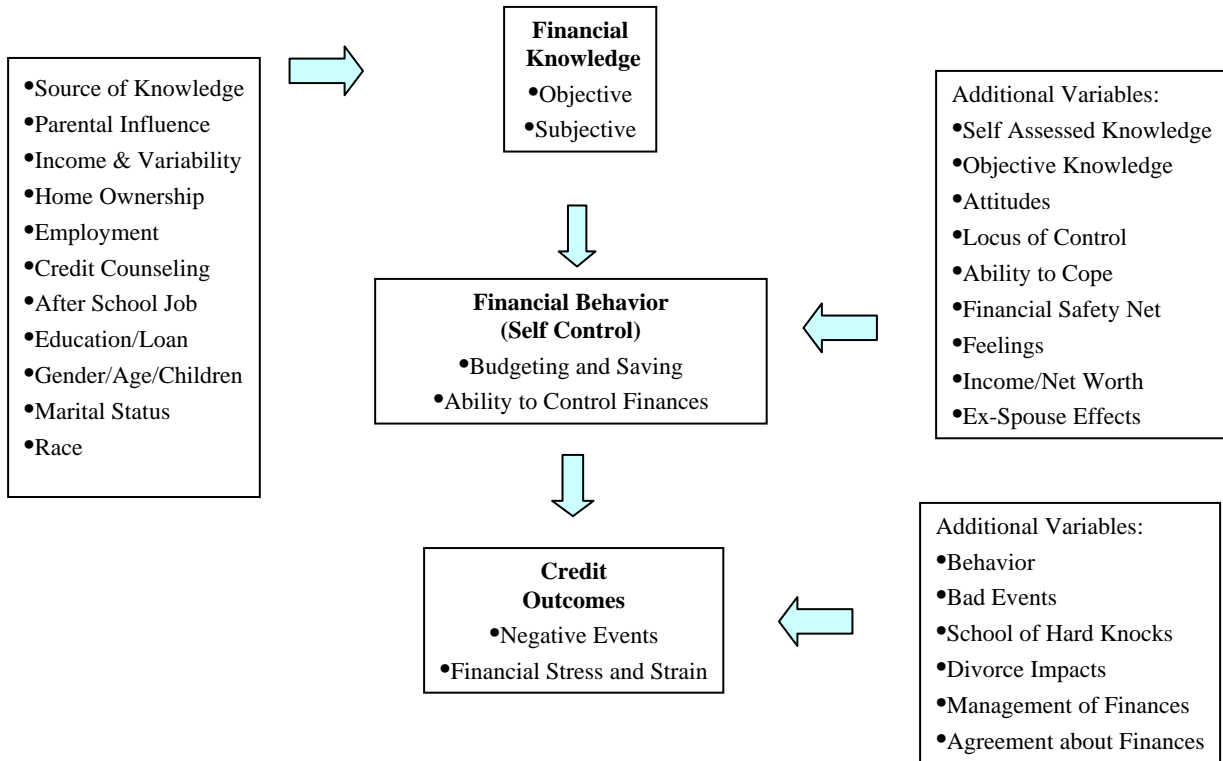 Financial
Knowledge
•Objective
•Subjective
•Source of Knowledge
•Parental Influence
•Income & Variability
•Home Ownership
•Employment
•Credit Counseling
•After School Job
•Education/Loan
•Gender/Age/Children
•Marital Status
•Race
Additional Variables:
•Self Assessed Knowledge
•Objective Knowledge
•Attitudes
•Locus of Control
•Ability to Cope
•Financial Safety Net
•Feelings
•Income/Net Worth
•Ex-Spouse Effects
Financial Behavior
(Self Control)
•Budgeting and Saving
•Ability to Control Finances
Credit
Outcomes
•Negative Events
•Financial Stress and Strain
Additional Variables:
•Behavior
•Bad Events
•School of Hard Knocks
•Divorce Impacts
•Management of Finances
•Agreement about Finances